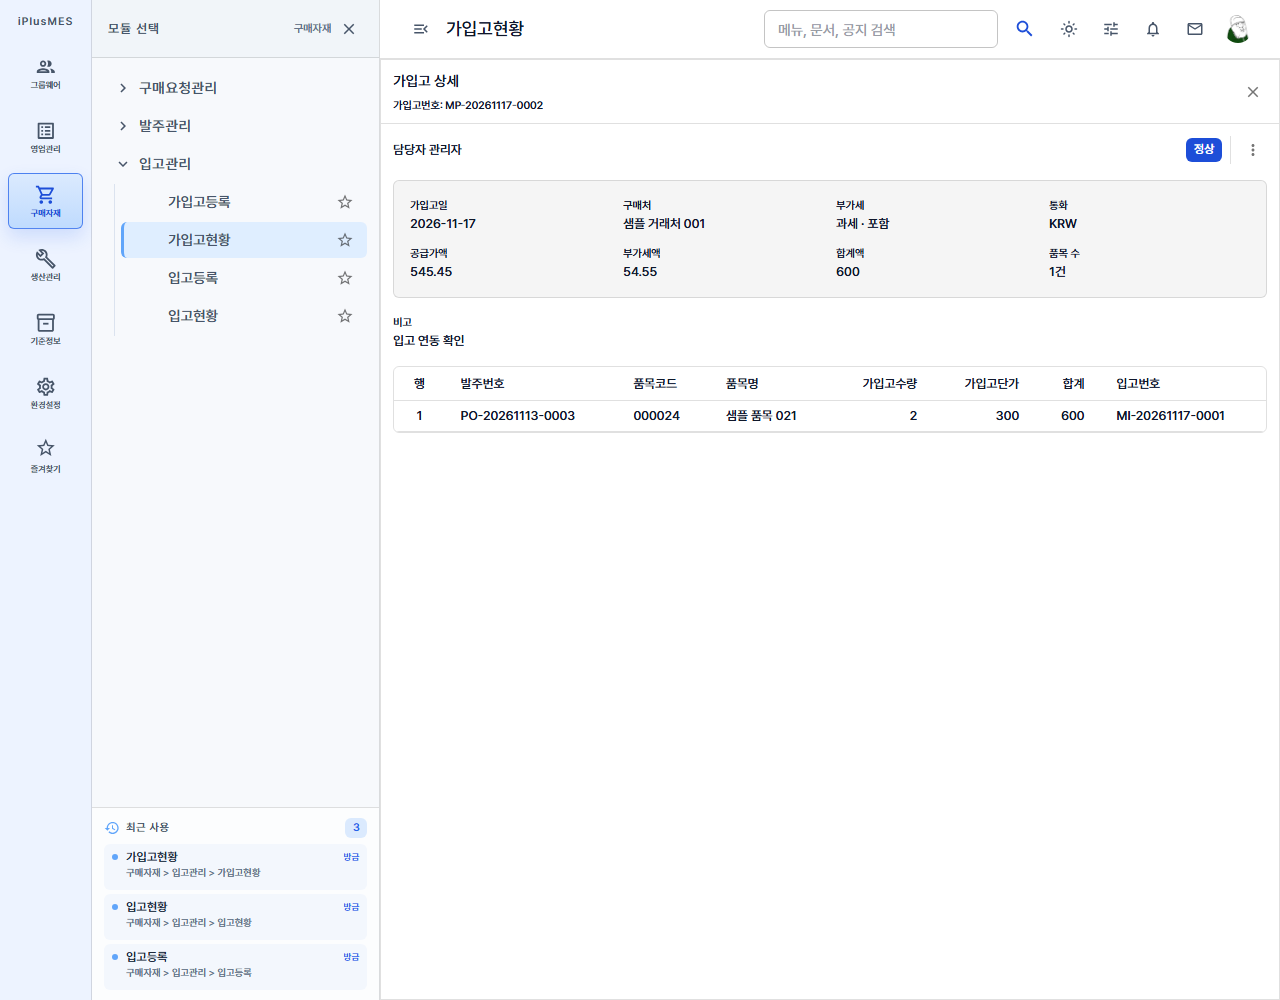 iPlusMES
그룹웨어
영업관리
구매자재
생산관리
기준정보
환경설정
즐겨찾기
모듈 선택 구매자재
구매요청관리
발주관리
입고관리
가입고등록
가입고현황
입고등록
입고현황
최근 사용 3
가입고현황 방금
구매자재 > 입고관리 > 가입고현황
입고현황 방금
구매자재 > 입고관리 > 입고현황
입고등록 방금
구매자재 > 입고관리 > 입고등록
가입고현황 메뉴, 문서, 공지 검색
가입고 상세
가입고번호: MP-20261117-0002
담당자 관리자 정상
가입고일 구매처 부가세 통화
2026-11-17 샘플 거래처 001 과세 · 포함 KRW
공급가액 부가세액 합계액 품목 수
545.45 54.55 600 1건
비고
입고 연동 확인
행 발주번호 품목코드 품목명 가입고수량 가입고단가 합계 입고번호
1 PO-20261113-0003 000024 샘플 품목 021 2 300 600 MI-20261117-0001